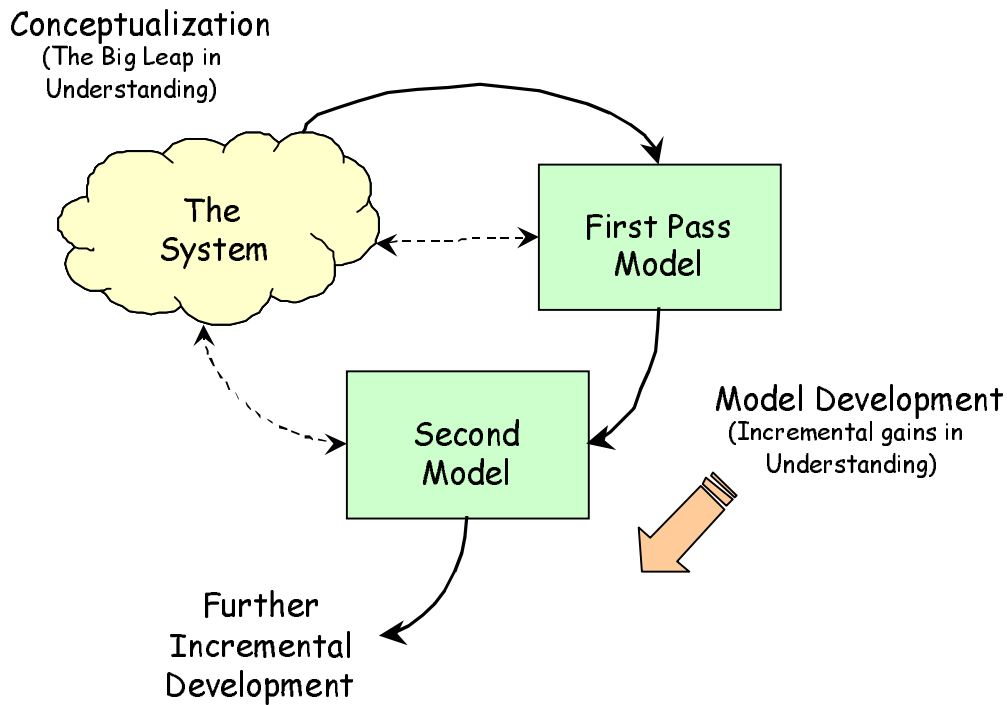 Conceptualization
(The Big Leap in
Understanding)
The
System
First Pass
Model
Model Development
(Incremental gains in
Understanding)
Second
Model
Further
Incremental
Development